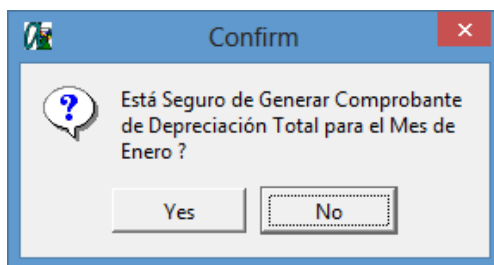 Confirm
Está Seguro de Generar Comprobante
de Depreciación Total para el Mes de
Enero ?
Yes
No